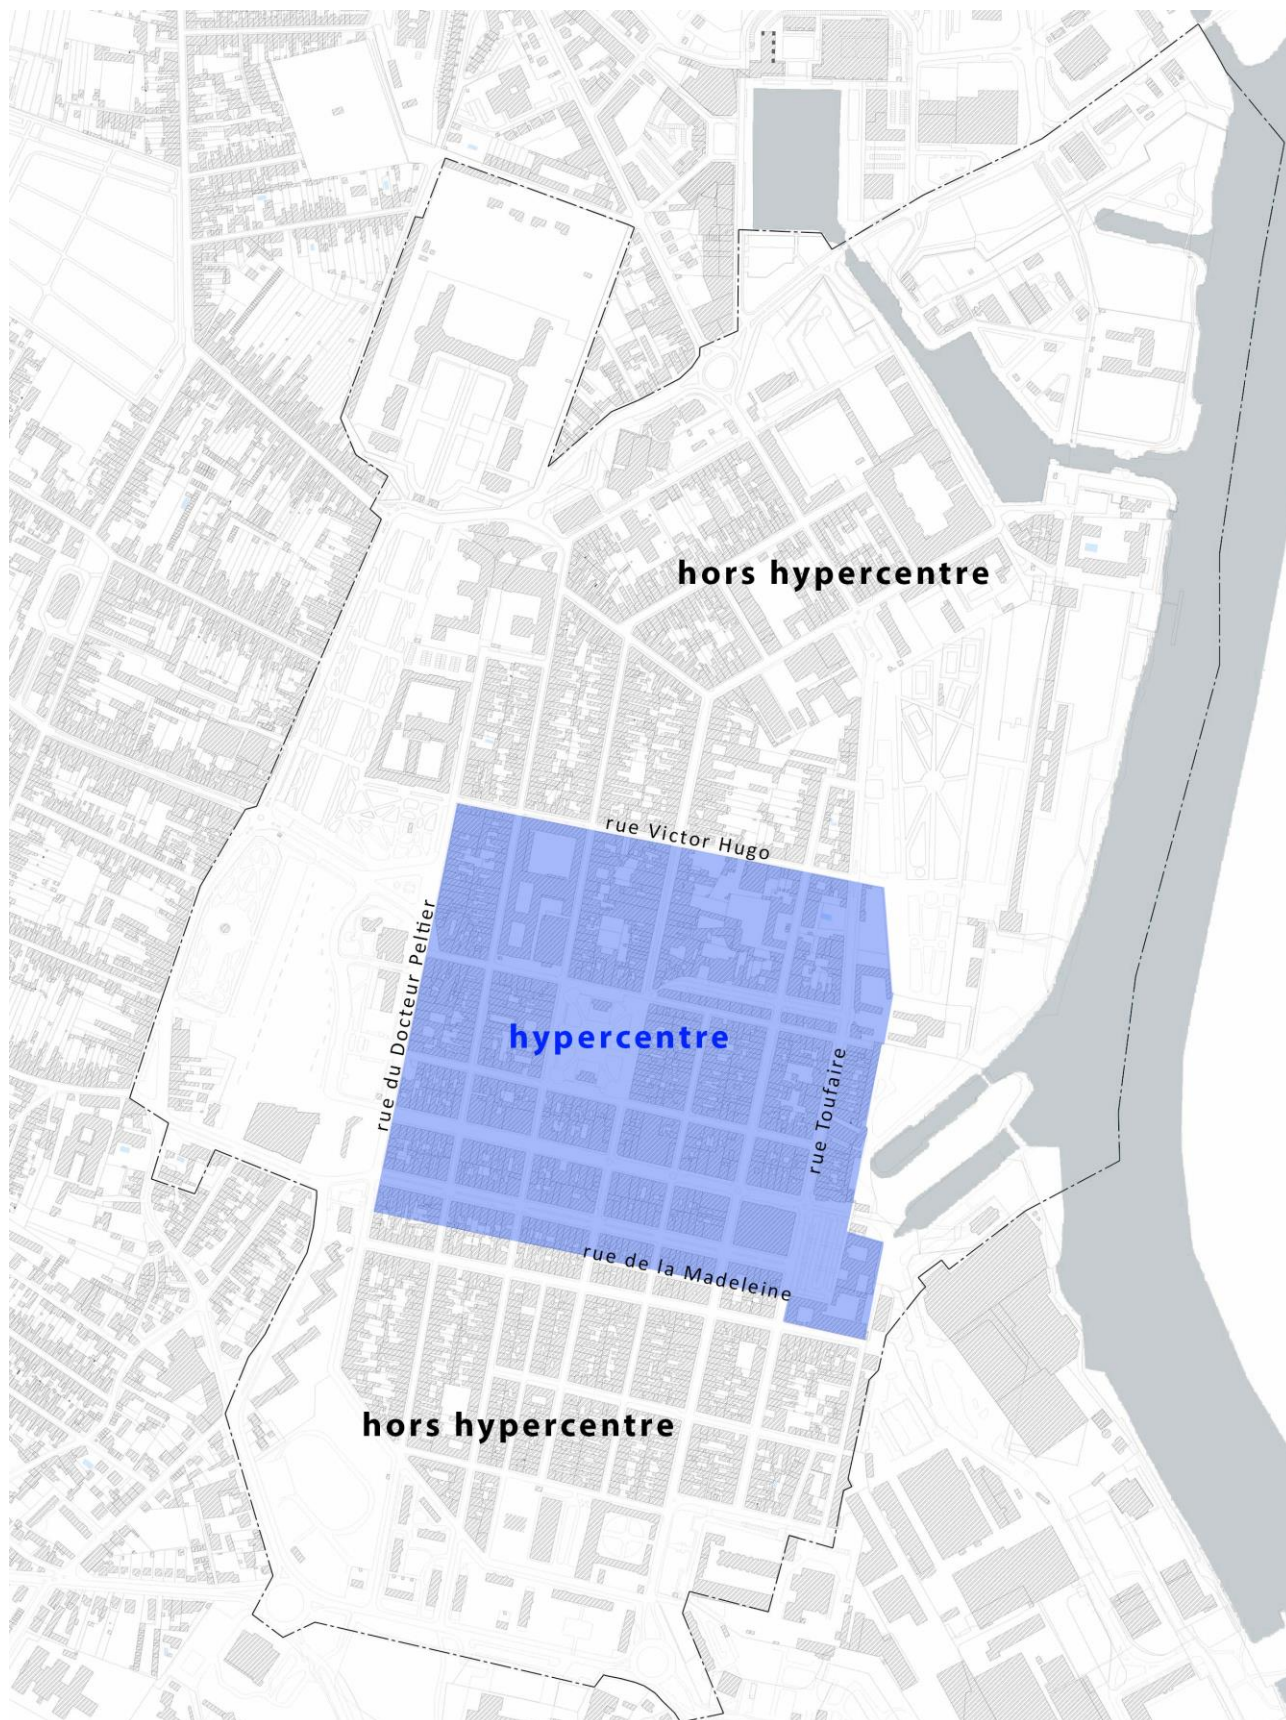 hors hypercentre
rue Victor Hugo
rue du Docteur Peltier
hypercentre
rue Toufaire
rue de la Madeleine
hors hypercentre